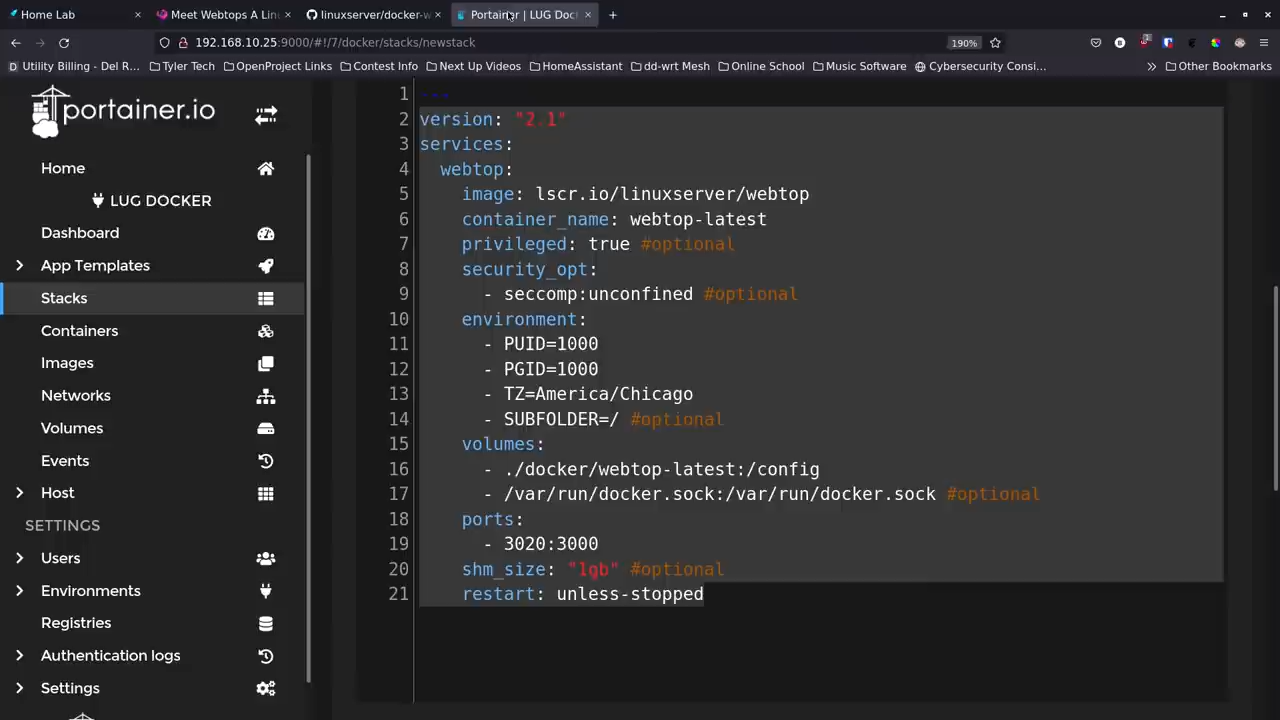 Home Lab
Meet Webtops A Lin
linuxserver/docker-w
Portainer | LUG Doc
192.168.10.25:9000/#!/7/docker/stacks/newstack
190%
Utility Billing - Del R…
Tyler Tech
OpenProject Links
Contest Info
Next Up Videos
HomeAssistant
dd-wrt Mesh
Online School
Music Software
Cybersecurity Consi…
Other Bookmarks
portainer.io
Home
LUG DOCKER
Dashboard
App Templates
Stacks
Containers
Images
Networks
Volumes
Events
Host
SETTINGS
Users
Environments
Registries
Authentication logs
Settings
1 ---
2 version: "2.1"
3 services:
4 webtop:
5 image: lscr.io/linuxserver/webtop
6 container_name: webtop-latest
7 privileged: true #optional
8 security_opt:
9 - seccomp:unconfined #optional
10 environment:
11 - PUID=1000
12 - PGID=1000
13 - TZ=America/Chicago
14 - SUBFOLDER=/ #optional
15 volumes:
16 - ./docker/webtop-latest:/config
17 - /var/run/docker.sock:/var/run/docker.sock #optional
18 ports:
19 - 3020:3000
20 shm_size: "1gb" #optional
21 restart: unless-stopped